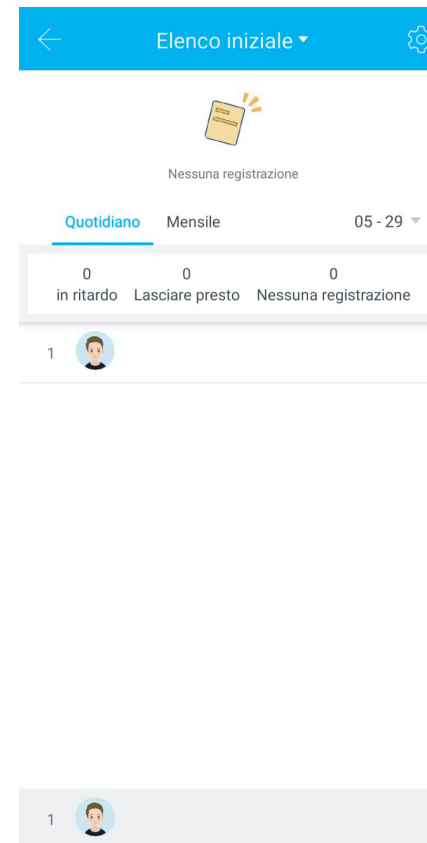 Elenco iniziale
Nessuna registrazione
Quotidiano Mensile 05 - 29
0 0 0
in ritardo Lasciare presto Nessuna registrazione
1
1